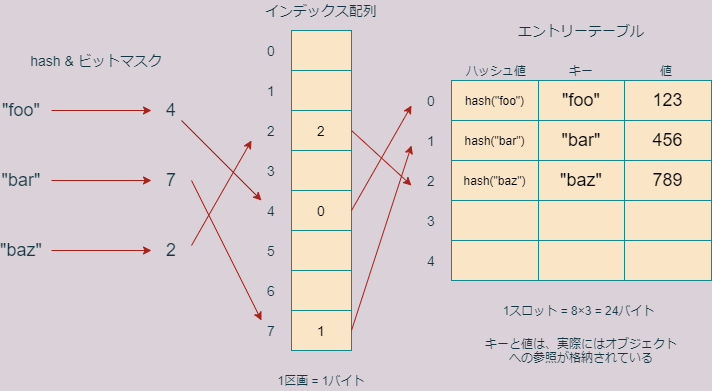 インデックス配列
エントリーテーブル
hash & ビットマスク
ハッシュ値 キー 値
"foo" 4
"bar" 7
"baz" 2
0
1
2 2
3
4 0
5
6
7 1
0 hash("foo") "foo" 123
1 hash("bar") "bar" 456
2 hash("baz") "baz" 789
3
4
1区画 = 1バイト
1スロット = 8×3 = 24バイト
キーと値は、実際にはオブジェクト
への参照が格納されている